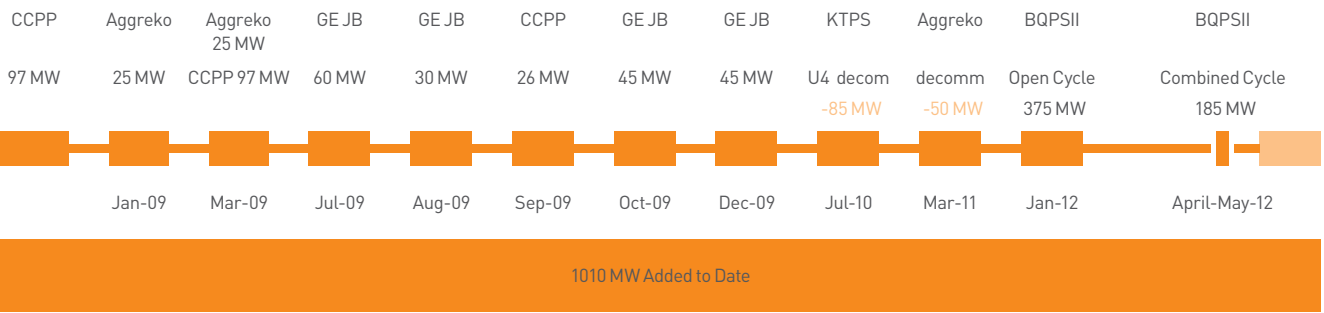 CCPP Aggreko Aggreko GE JB GE JB CCPP GE JB GE JB KTPS Aggreko BQPSII BQPSII
25 MW
97 MW 25 MW CCPP 97 MW 60 MW 30 MW 26 MW 45 MW 45 MW U4 decom decomm Open Cycle Combined Cycle
-85 MW -50 MW 375 MW 185 MW
Jan-09 Mar-09 Jul-09 Aug-09 Sep-09 Oct-09 Dec-09 Jul-10 Mar-11 Jan-12 April-May-12
1010 MW Added to Date